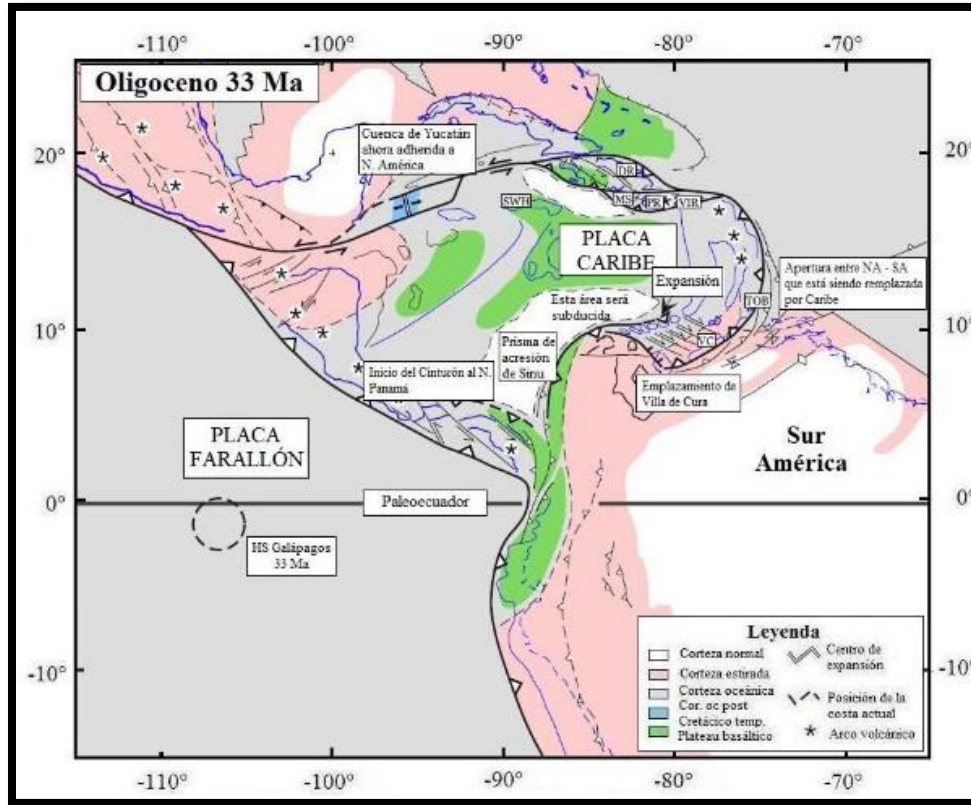 -110° -100° -90° -80° -70°
Oligoceno 33 Ma
Cuenca de Yucatán
ahora adherida a
N. América
20° 20°
DR
SWH MS PR VIR
PLACA
CARIBE
Expansión
Apertura entre NA - SA
que está siendo remplazada
por Caribe
TOB
Esta área será
subducida
10° 10°
VC
Prisma de
acresión
de Sinu
Inicio del Cinturón al N.
Panamá
Emplazamiento de
Villa de Cura
PLACA
FARALLÓN
Sur
América
0° Paleoecuador 0°
HS Galápagos
33 Ma
Leyenda
Corteza normal
Corteza estirada
Corteza oceánica
Cor. oc post
Cretácico temp.
Plateau basáltico
Centro de
expansión
Posición de la
costa actual
Arco volcánico
-10° -10°
-110° -100° -90° -80° -70°